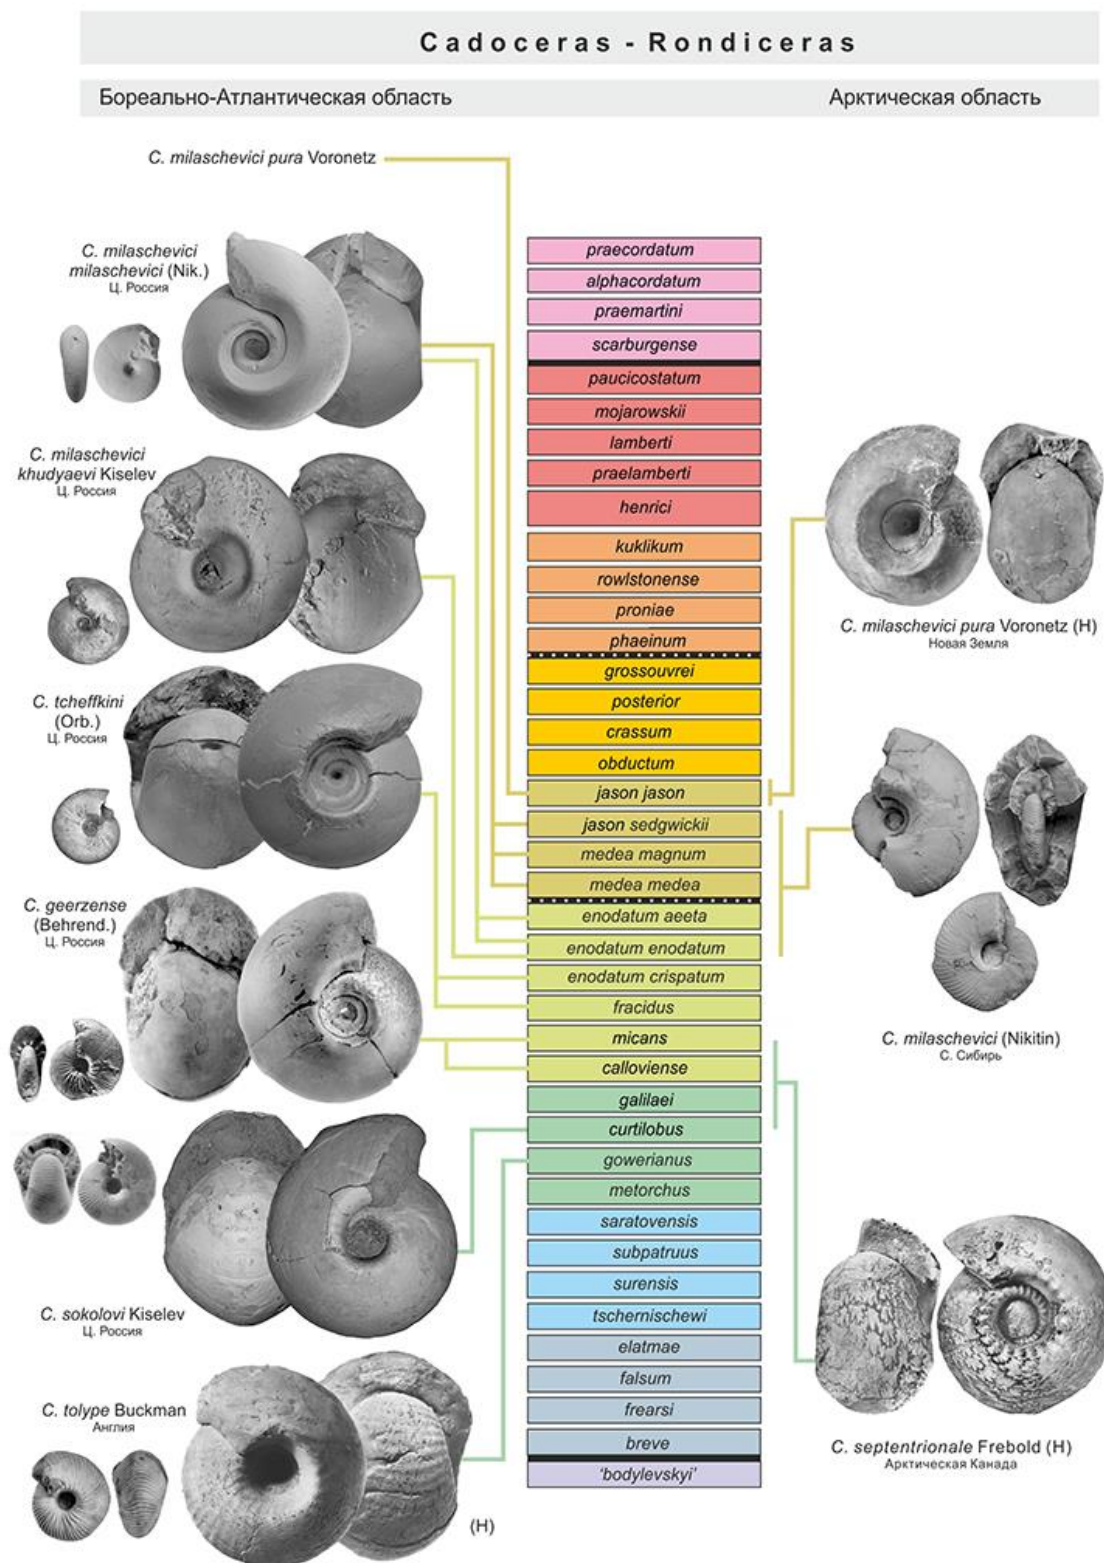 Cadoceras - Rondiceras
Бореально-Атлантическая область
Арктическая область
C. milaschevici pura Voronetz
C. milaschevici
milaschevici (Nik.)
Ц. Россия
C. milaschevici
khudyaevi Kiselev
Ц. Россия
C. tcheffkini
(Orb.)
Ц. Россия
C. geerzense
(Behrend.)
Ц. Россия
C. sokolovi Kiselev
Ц. Россия
C. tolype Buckman
Англия
(H)
praecordatum
alphacordatum
praemartini
scarburgense
paucicostatum
mojarowskii
lamberti
praelamberti
henrici
kuklikum
rowlstonense
proniae
phaeinum
grossouvrei
posterior
crassum
obductum
jason jason
jason sedgwickii
medea magnum
medea medea
enodatum aeeta
enodatum enodatum
enodatum crispatum
fracidus
micans
calloviense
galilaei
curtilobus
gowerianus
metorchus
saratovensis
subpatruus
surensis
tschernischewi
elatmae
falsum
frearsi
breve
'bodylevskyi'
C. milaschevici pura Voronetz (H)
Новая Земля
C. milaschevici (Nikitin)
С. Сибирь
C. septentrionale Frebold (H)
Арктическая Канада